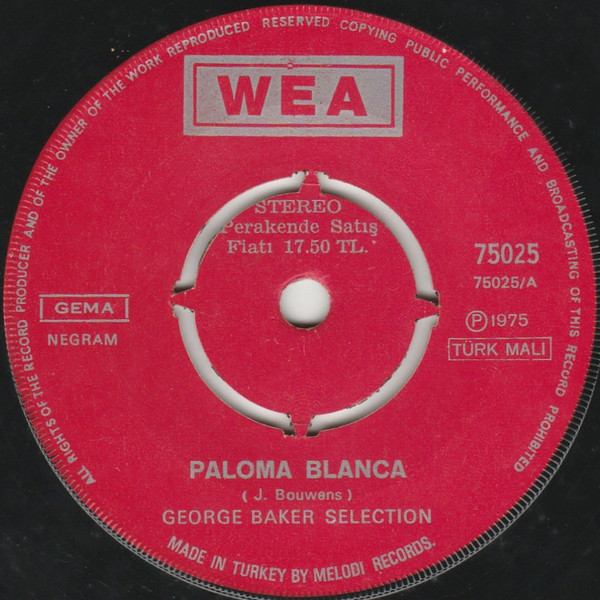 ALL RIGHTS OF THE RECORD PRODUCER AND OF THE OWNER OF THE WORK REPRODUCED RESERVED COPYING PUBLIC PERFORMANCE AND BROADCASTING OF THIS RECORD PROHIBITED
WEA
STEREO
Perakende Satış
Fiatı 17.50 TL.
75025
75025/A
GEMA
NEGRAM
℗ 1975
TÜRK MALI
PALOMA BLANCA
( J. Bouwens )
GEORGE BAKER SELECTION
MADE IN TURKEY BY MELODI RECORDS.